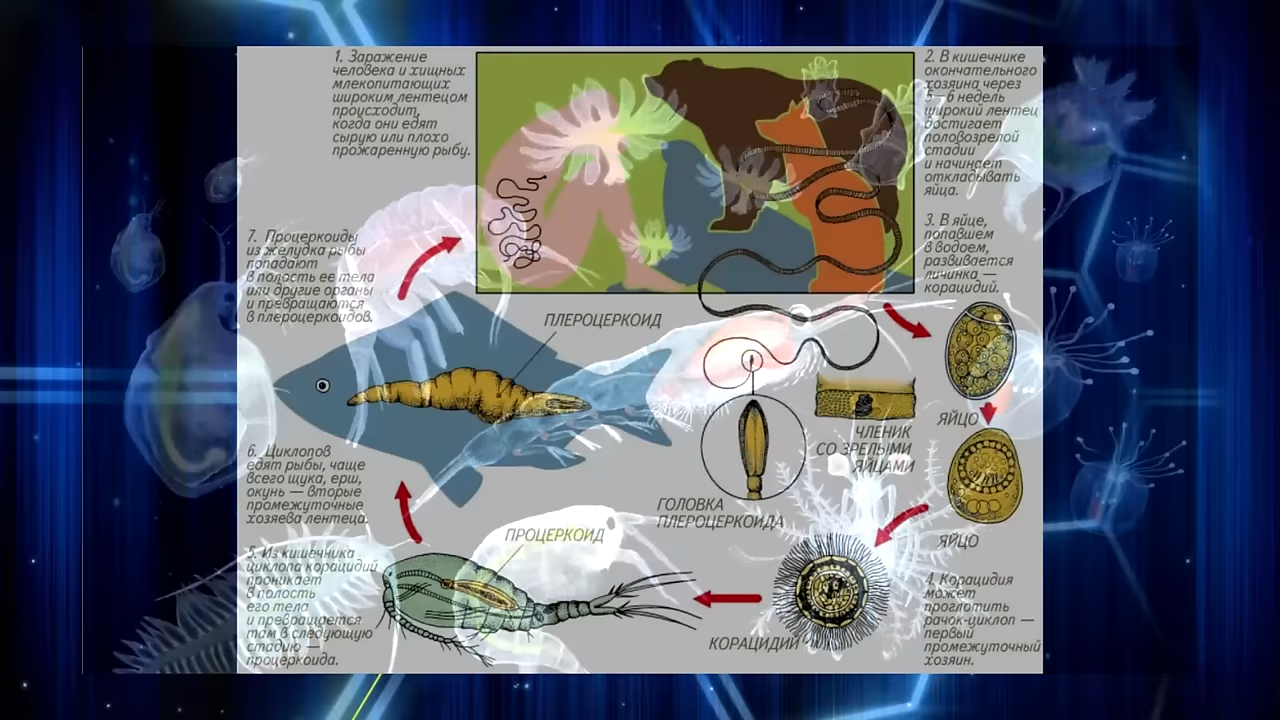 1. Заражение
человека и хищных
млекопитающих
широким лентецом
происходит,
когда они едят
сырую или плохо
прожаренную рыбу.
2. В кишечнике
окончательного
хозяина через
5—6 недель
широкий лентец
достигает
половозрелой
стадии
и начинает
откладывать
яйца.
3. В яйце,
попавшем
в водоем,
развивается
личинка —
корацидий.
7. Процеркоиды
из желудка рыбы
попадают
в полость ее тела
или другие органы
и превращаются
в плероцеркоидов.
ПЛЕРОЦЕРКОИД
ЯЙЦО
ЧЛЕНИК
СО ЗРЕЛЫМИ
ЯЙЦАМИ
6. Циклопов
едят рыбы, чаще
всего щука, ерш,
окунь — вторые
промежуточные
хозяева лентеца.
ГОЛОВКА
ПЛЕРОЦЕРКОИДА
ПРОЦЕРКОИД
ЯЙЦО
5. Из кишечника
циклопа корацидий
проникает
в полость
его тела
и превращается
там в следующую
стадию —
процеркоида.
4. Корацидия
может
проглотить
рачок-циклоп —
первый
промежуточный
хозяин.
КОРАЦИДИЙ